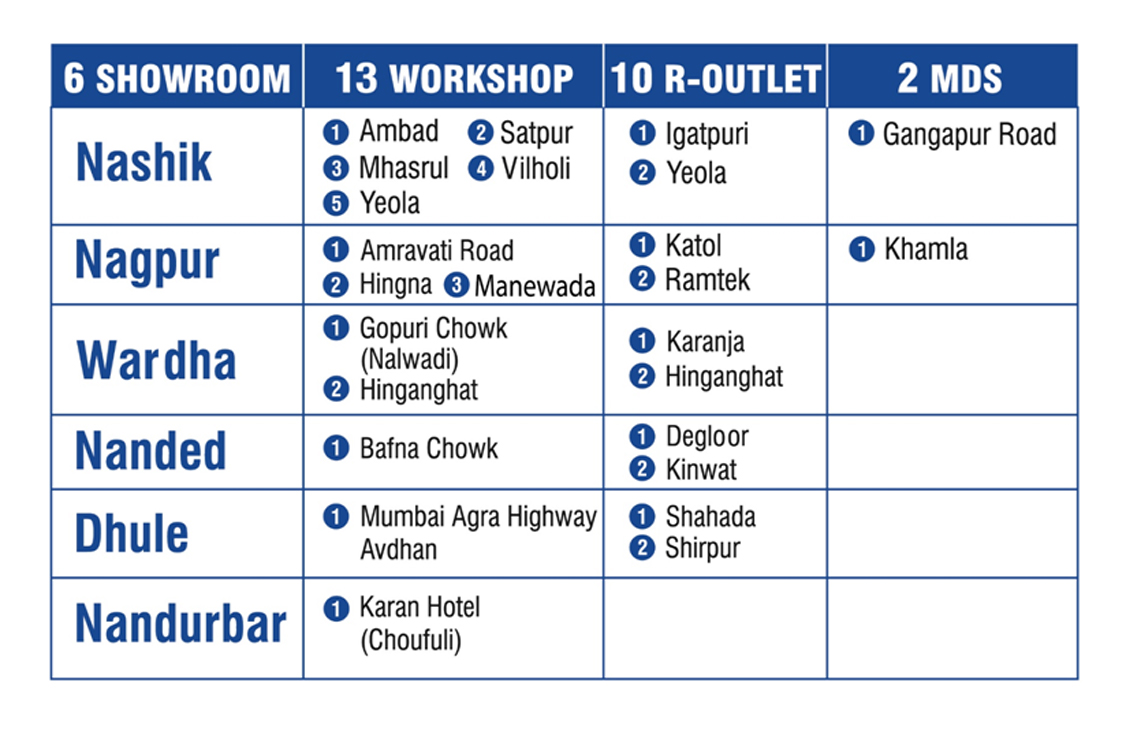 6 SHOWROOM 13 WORKSHOP 10 R-OUTLET 2 MDS
Nashik
1 Ambad 2 Satpur
3 Mhasrul 4 Vilholi
5 Yeola
1 Igatpuri
2 Yeola
1 Gangapur Road
Nagpur
1 Amravati Road
2 Hingna 3 Manewada
1 Katol
2 Ramtek
1 Khamla
Wardha
1 Gopuri Chowk
(Nalwadi)
2 Hinganghat
1 Karanja
2 Hinganghat
Nanded
1 Bafna Chowk
1 Degloor
2 Kinwat
Dhule
1 Mumbai Agra Highway
Avdhan
1 Shahada
2 Shirpur
Nandurbar
1 Karan Hotel
(Choufuli)